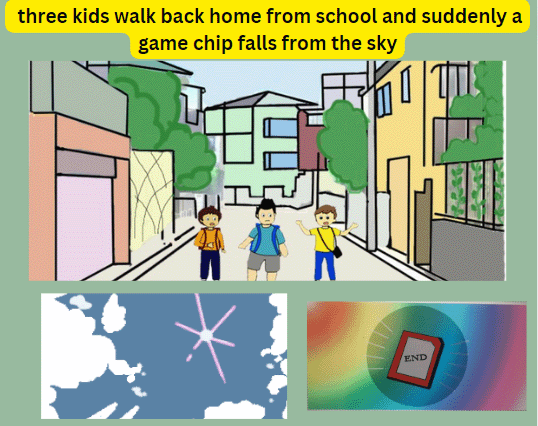 three kids walk back home from school and suddenly a
game chip falls from the sky
END